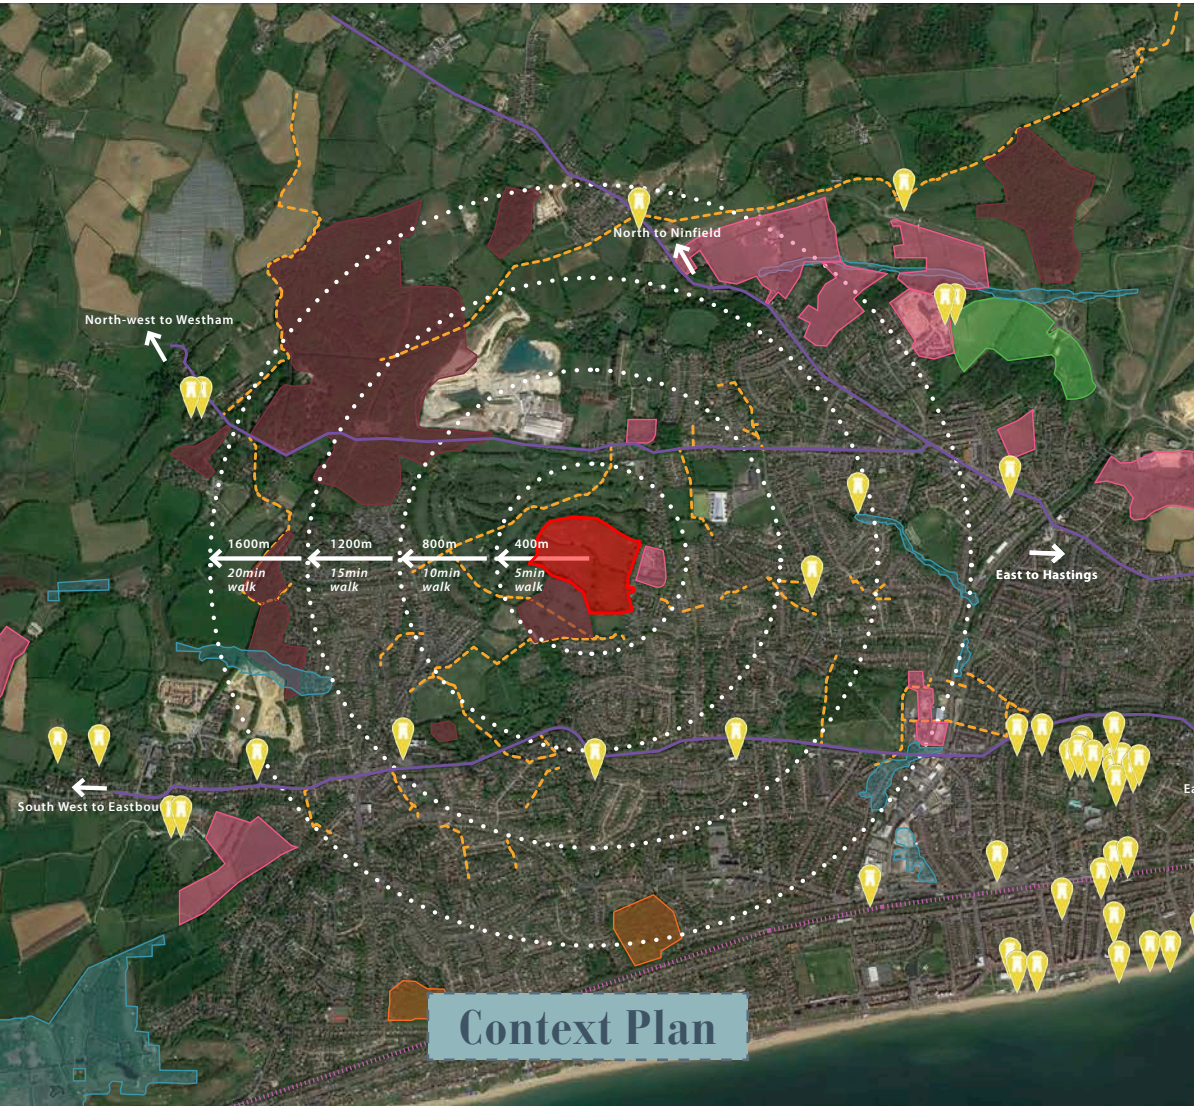 North to Ninfield
North-west to Westham
1600m
20min
walk
1200m
15min
walk
800m
10min
walk
400m
5min
walk
East to Hastings
South West to Eastbou
Ea
Context Plan